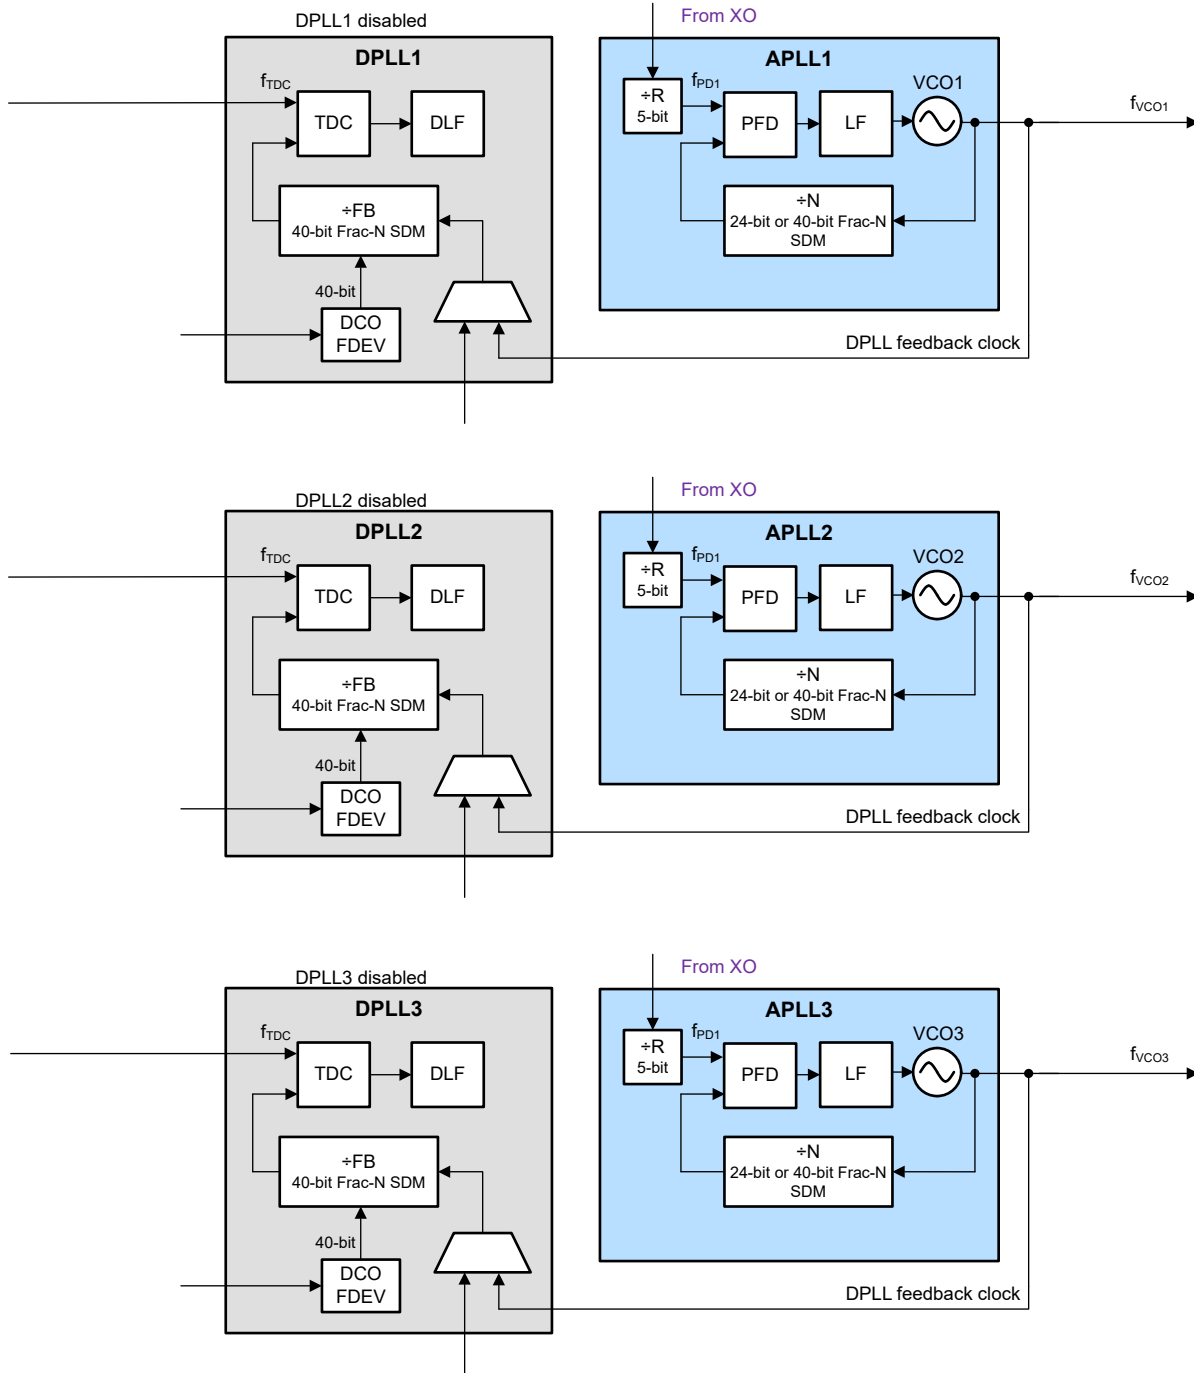 DPLL1 disabled
From XO
DPLL1
APLL1
fTDC
÷R
5-bit
fPD1
VCO1
fVCO1
TDC
DLF
PFD
LF
÷FB
40-bit Frac-N SDM
÷N
24-bit or 40-bit Frac-N
SDM
40-bit
DCO
FDEV
DPLL feedback clock
DPLL2 disabled
From XO
DPLL2
APLL2
fTDC
÷R
5-bit
fPD1
VCO2
fVCO2
TDC
DLF
PFD
LF
÷FB
40-bit Frac-N SDM
÷N
24-bit or 40-bit Frac-N
SDM
40-bit
DCO
FDEV
DPLL feedback clock
DPLL3 disabled
From XO
DPLL3
APLL3
fTDC
÷R
5-bit
fPD1
VCO3
fVCO3
TDC
DLF
PFD
LF
÷FB
40-bit Frac-N SDM
÷N
24-bit or 40-bit Frac-N
SDM
40-bit
DCO
FDEV
DPLL feedback clock